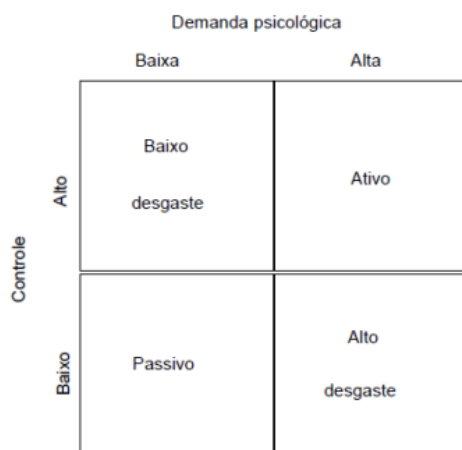 Demanda psicológica
Baixa Alta
Controle
Alto
Baixo
desgaste
Ativo
Baixo
Passivo
Alto
desgaste